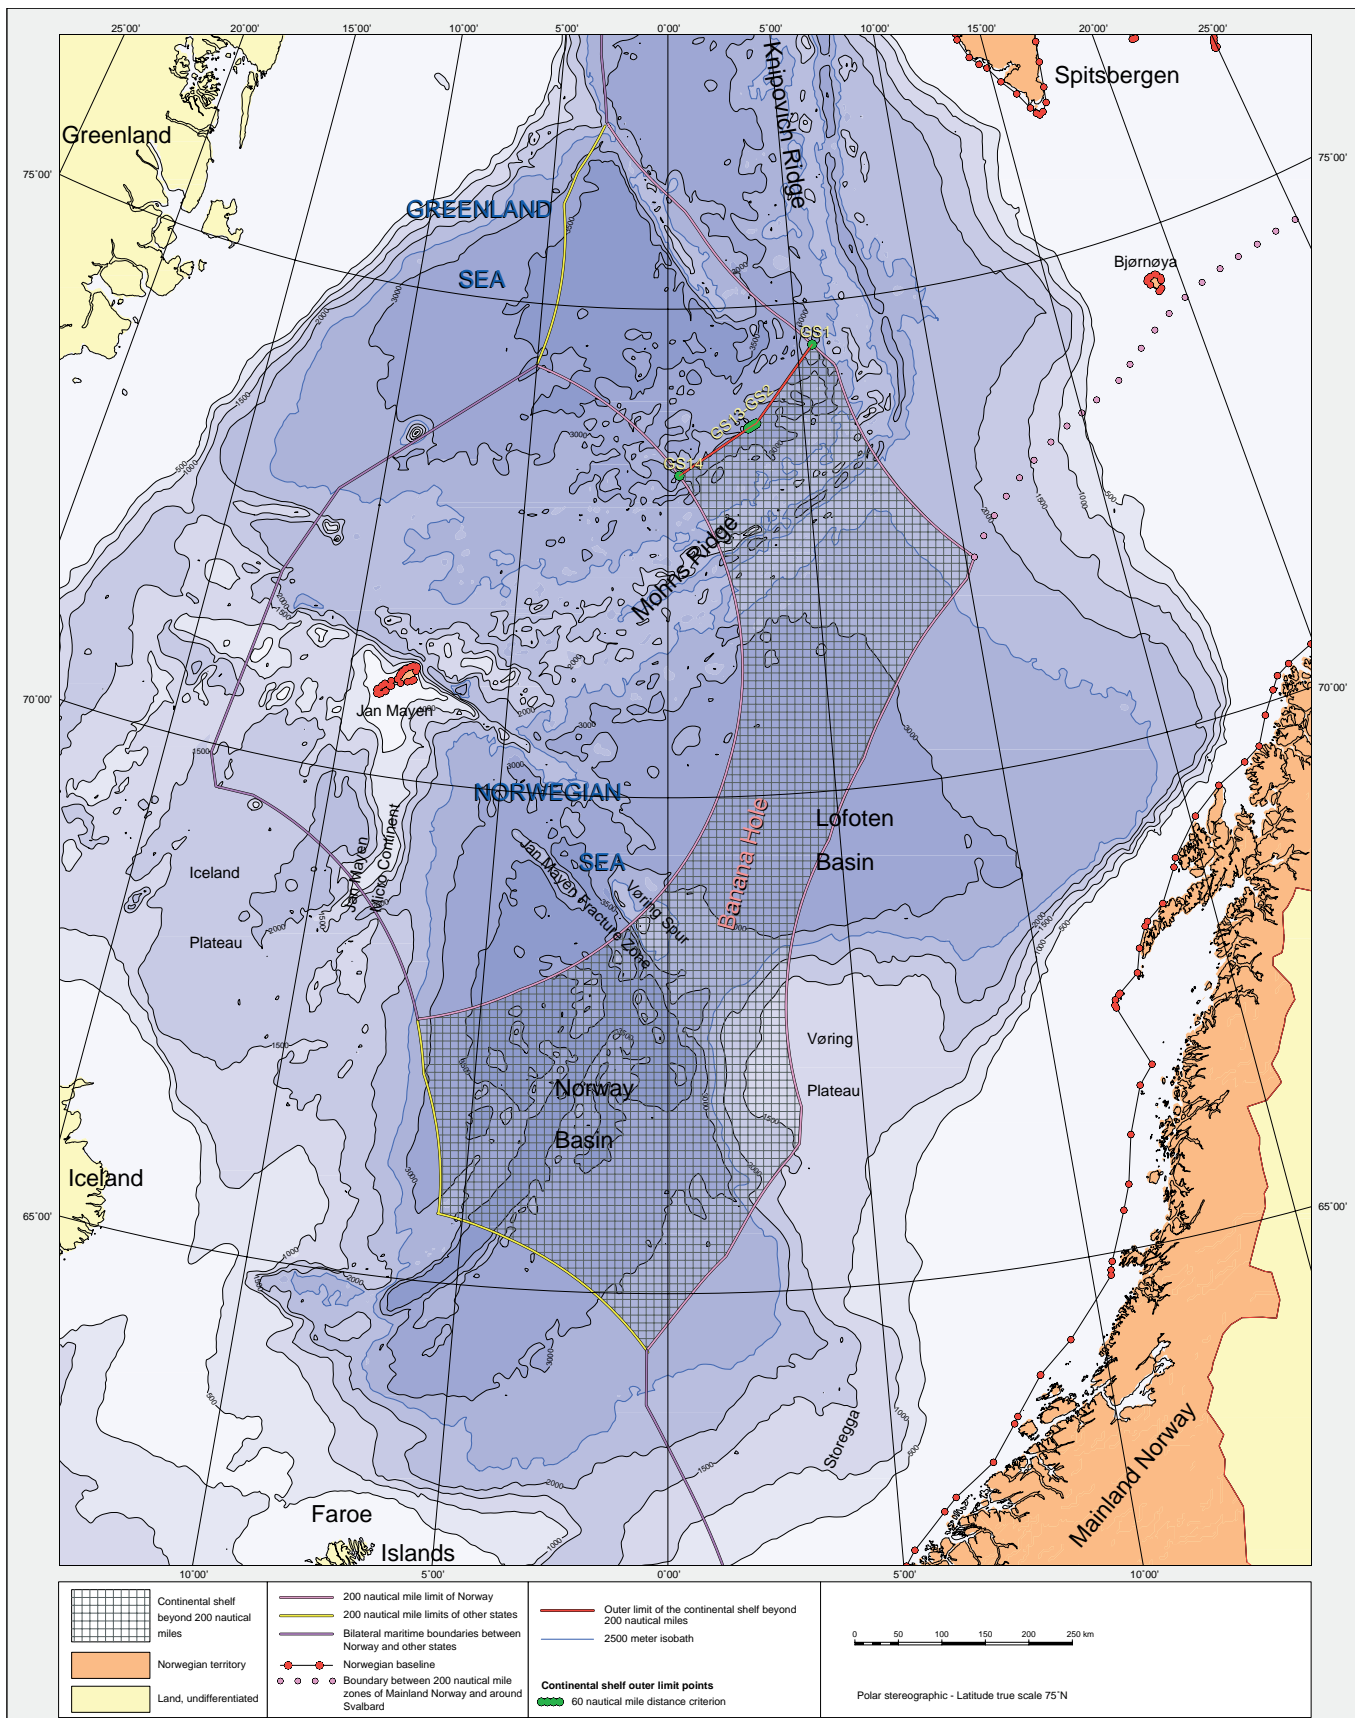 25°00'
20°00'
15°00'
10°00'
5°00'
0°00'
5°00'
10°00'
15°00'
20°00'
25°00'
Knipovich Ridge
Spitsbergen
Greenland
75°00'
75°00'
GREENLAND
SEA
Bjørnøya
GS1
GS13-GS2
GS14
Mohns Ridge
70°00'
70°00'
Jan Mayen
NORWEGIAN
SEA
Lofoten
Basin
Banana Hole
Jan Mayen
Micro Continent
Jan Mayen Fracture Zone
Vøring Spur
Iceland
Plateau
Vøring
Plateau
Norway
Basin
Iceland
65°00'
65°00'
Storegga
Mainland Norway
Faroe
Islands
10°00'
5°00'
0°00'
5°00'
10°00'
Continental shelf
beyond 200 nautical
miles
Norwegian territory
Land, undifferentiated
200 nautical mile limit of Norway
200 nautical mile limits of other states
Bilateral maritime boundaries between
Norway and other states
Norwegian baseline
Boundary between 200 nautical mile
zones of Mainland Norway and around
Svalbard
Outer limit of the continental shelf beyond
200 nautical miles
2500 meter isobath
Continental shelf outer limit points
60 nautical mile distance criterion
0 50 100 150 200 250 km
Polar stereographic - Latitude true scale 75°N